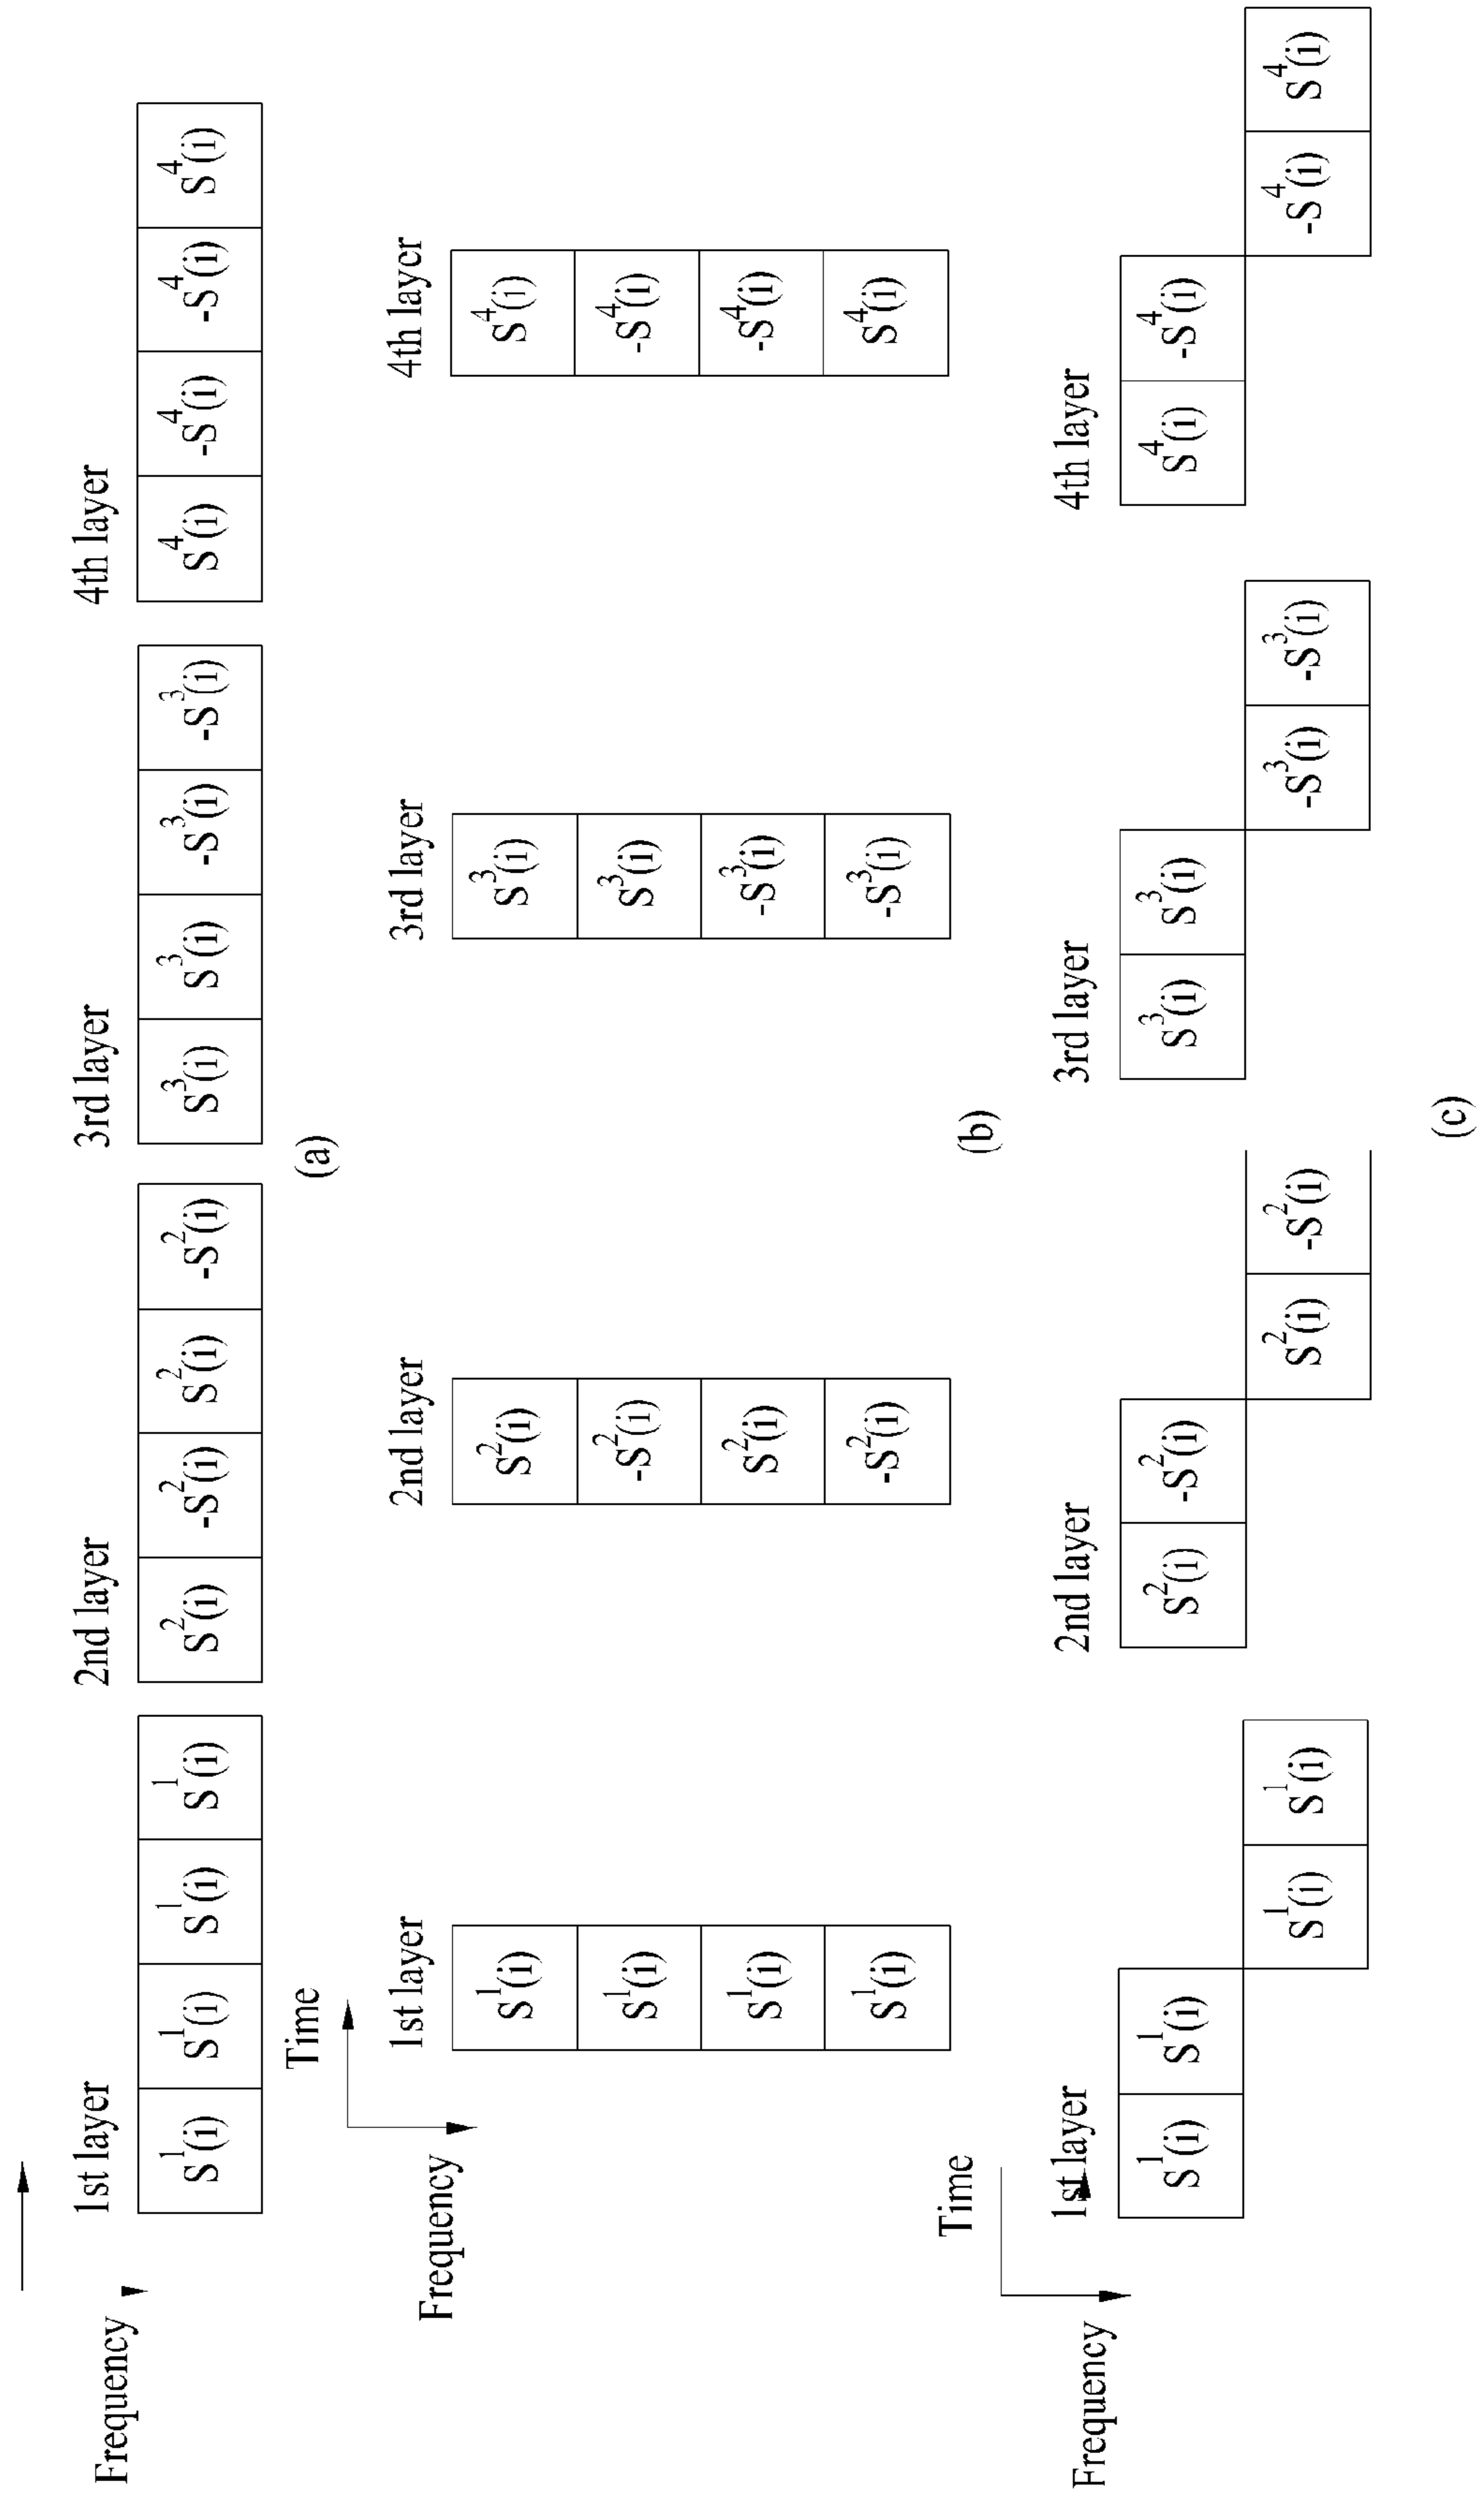 1st layer 2nd layer 3rd layer 4th layer
Frequency
S¹(i) S¹(i) S¹(i) S¹(i) S²(i) -S²(i) S²(i) -S²(i) S³(i) S³(i) -S³(i) -S³(i) S⁴(i) -S⁴(i) -S⁴(i) S⁴(i)
(a)
Time
1st layer 2nd layer 3rd layer 4th layer
Frequency
S¹(i) S²(i) S³(i) S⁴(i)
S¹(i) -S²(i) S³(i) -S⁴(i)
S¹(i) S²(i) -S³(i) -S⁴(i)
S¹(i) -S²(i) -S³(i) S⁴(i)
(b)
Time
1st layer 2nd layer 3rd layer 4th layer
Frequency
S¹(i) S¹(i) S²(i) -S²(i) S³(i) S³(i) S⁴(i) -S⁴(i)
S¹(i) S¹(i) S²(i) -S²(i) -S³(i) -S³(i) -S⁴(i) S⁴(i)
(c)